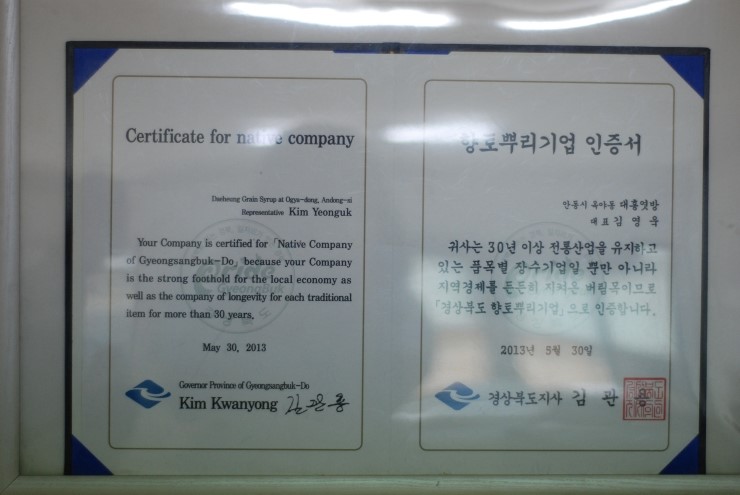 Certificate for native company
Daeheung Grain Syrup at Ogya-dong, Andong-si
Representative Kim Yeonguk
Your Company is certified for 「Native Company
of Gyeongsangbuk-Do」 because your Company
is the strong foothold for the local economy as
well as the company of longevity for each traditional
item for more than 30 years.
May 30, 2013
Governor Province of Gyeongsangbuk-Do
Kim Kwanyong 김관용
향토뿌리기업 인증서
안동시 옥야동 대흥엿방
대표 김영욱
귀사는 30년 이상 전통산업을 유지하고
있는 품목별 장수기업일 뿐만 아니라
지역경제를 든든히 지켜온 버팀목이므로
「경상북도 향토뿌리기업」으로 인증합니다.
2013년 5월 30일
경상북도지사 김관용